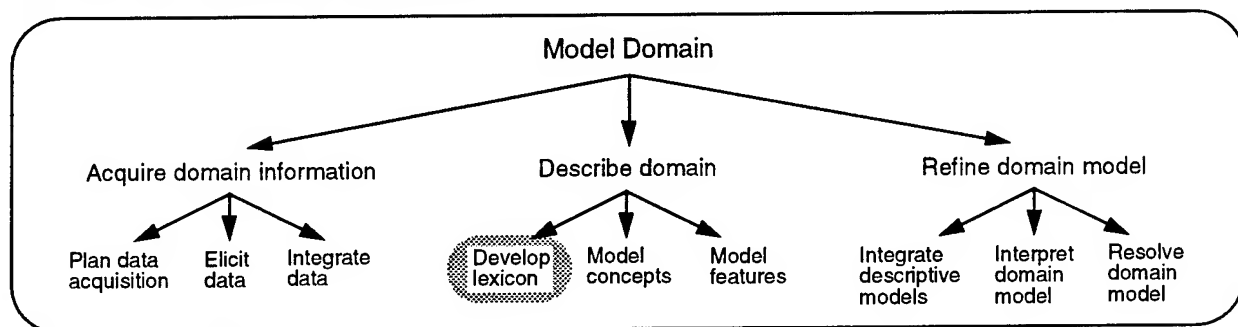 Model Domain
Acquire domain information
Describe domain
Refine domain model
Plan data
acquisition
Elicit
data
Integrate
data
Develop
lexicon
Model
concepts
Model
features
Integrate
descriptive
models
Interpret
domain
model
Resolve
domain
model